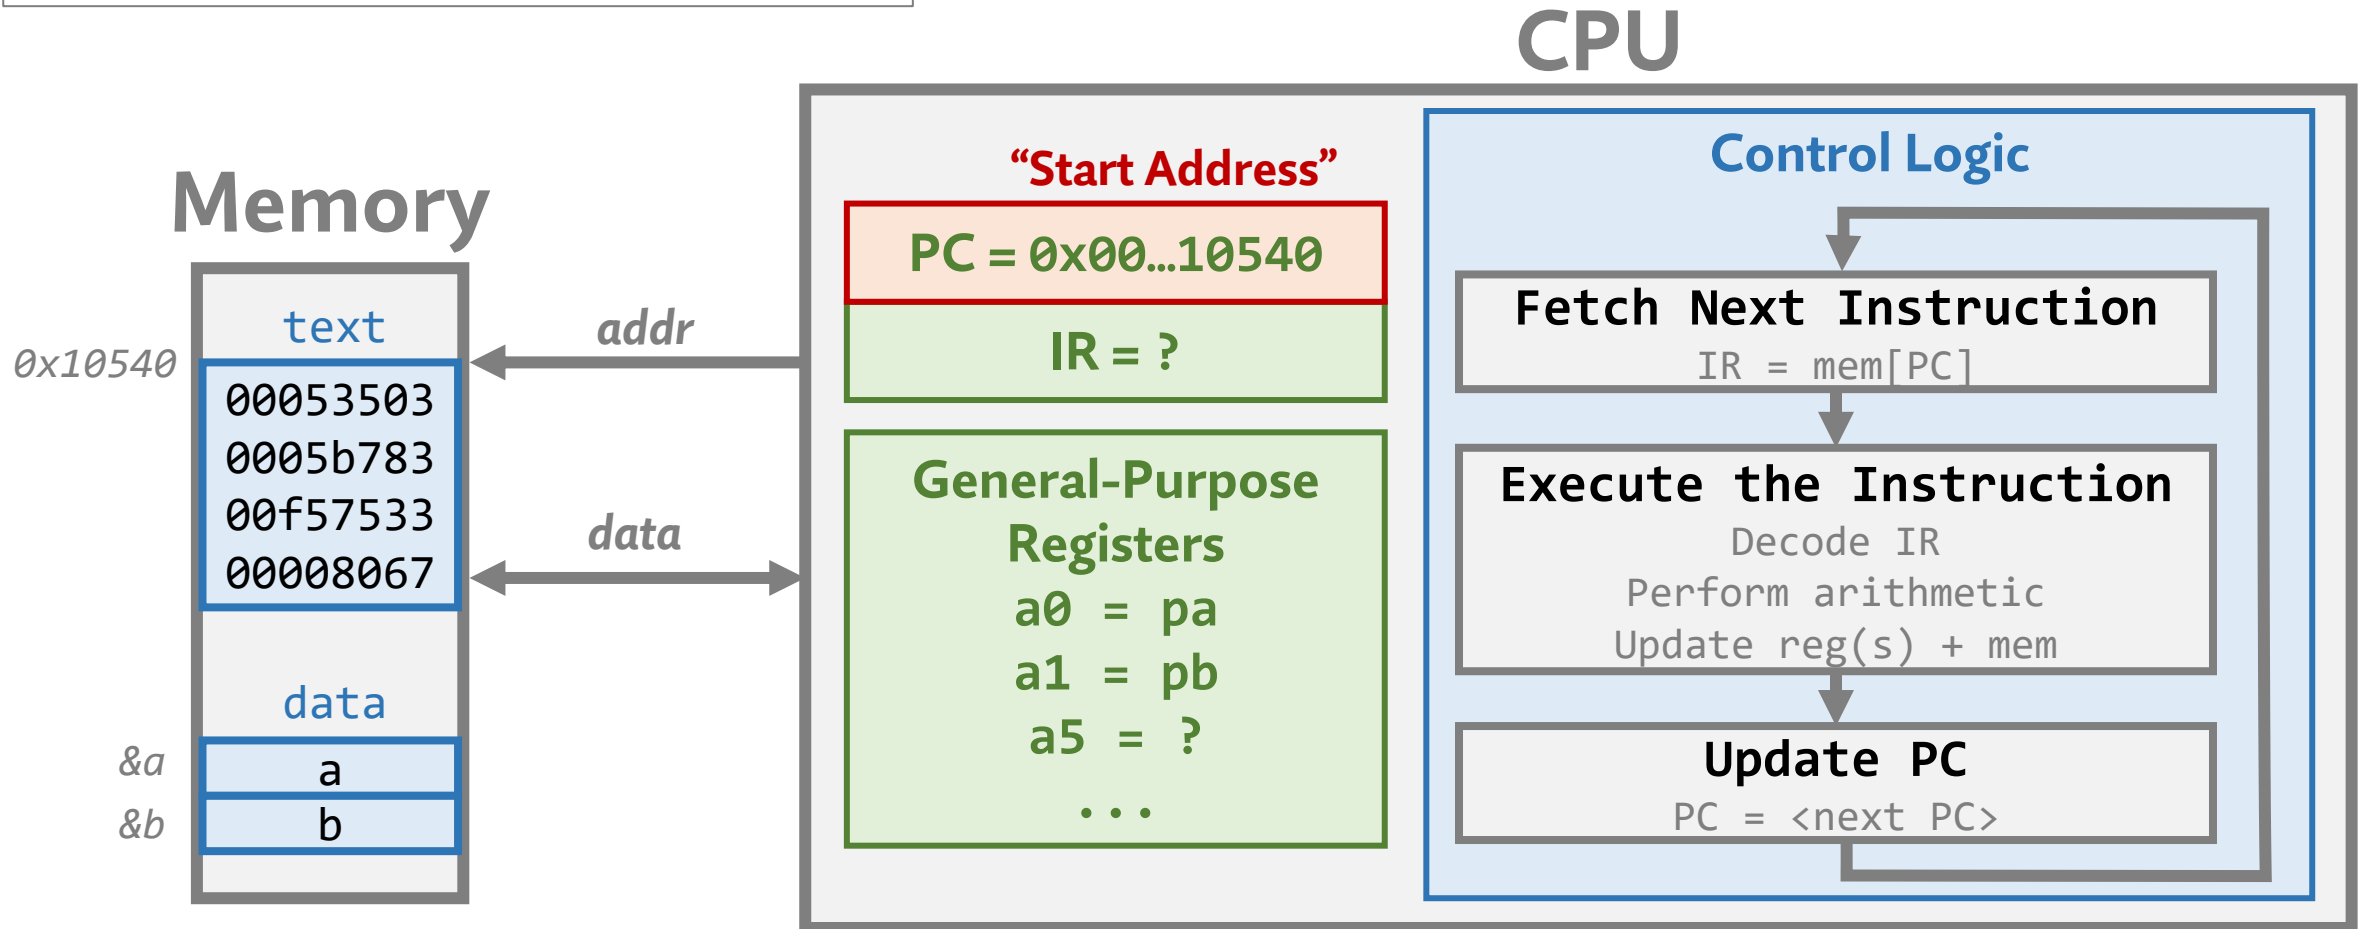 CPU
Memory
text
0x10540
00053503
0005b783
00f57533
00008067
data
&a
a
&b
b
addr
data
“Start Address”
PC = 0x00…10540
IR = ?
General-Purpose
Registers
a0 = pa
a1 = pb
a5 = ?
...
Control Logic
Fetch Next Instruction
IR = mem[PC]
Execute the Instruction
Decode IR
Perform arithmetic
Update reg(s) + mem
Update PC
PC = <next PC>